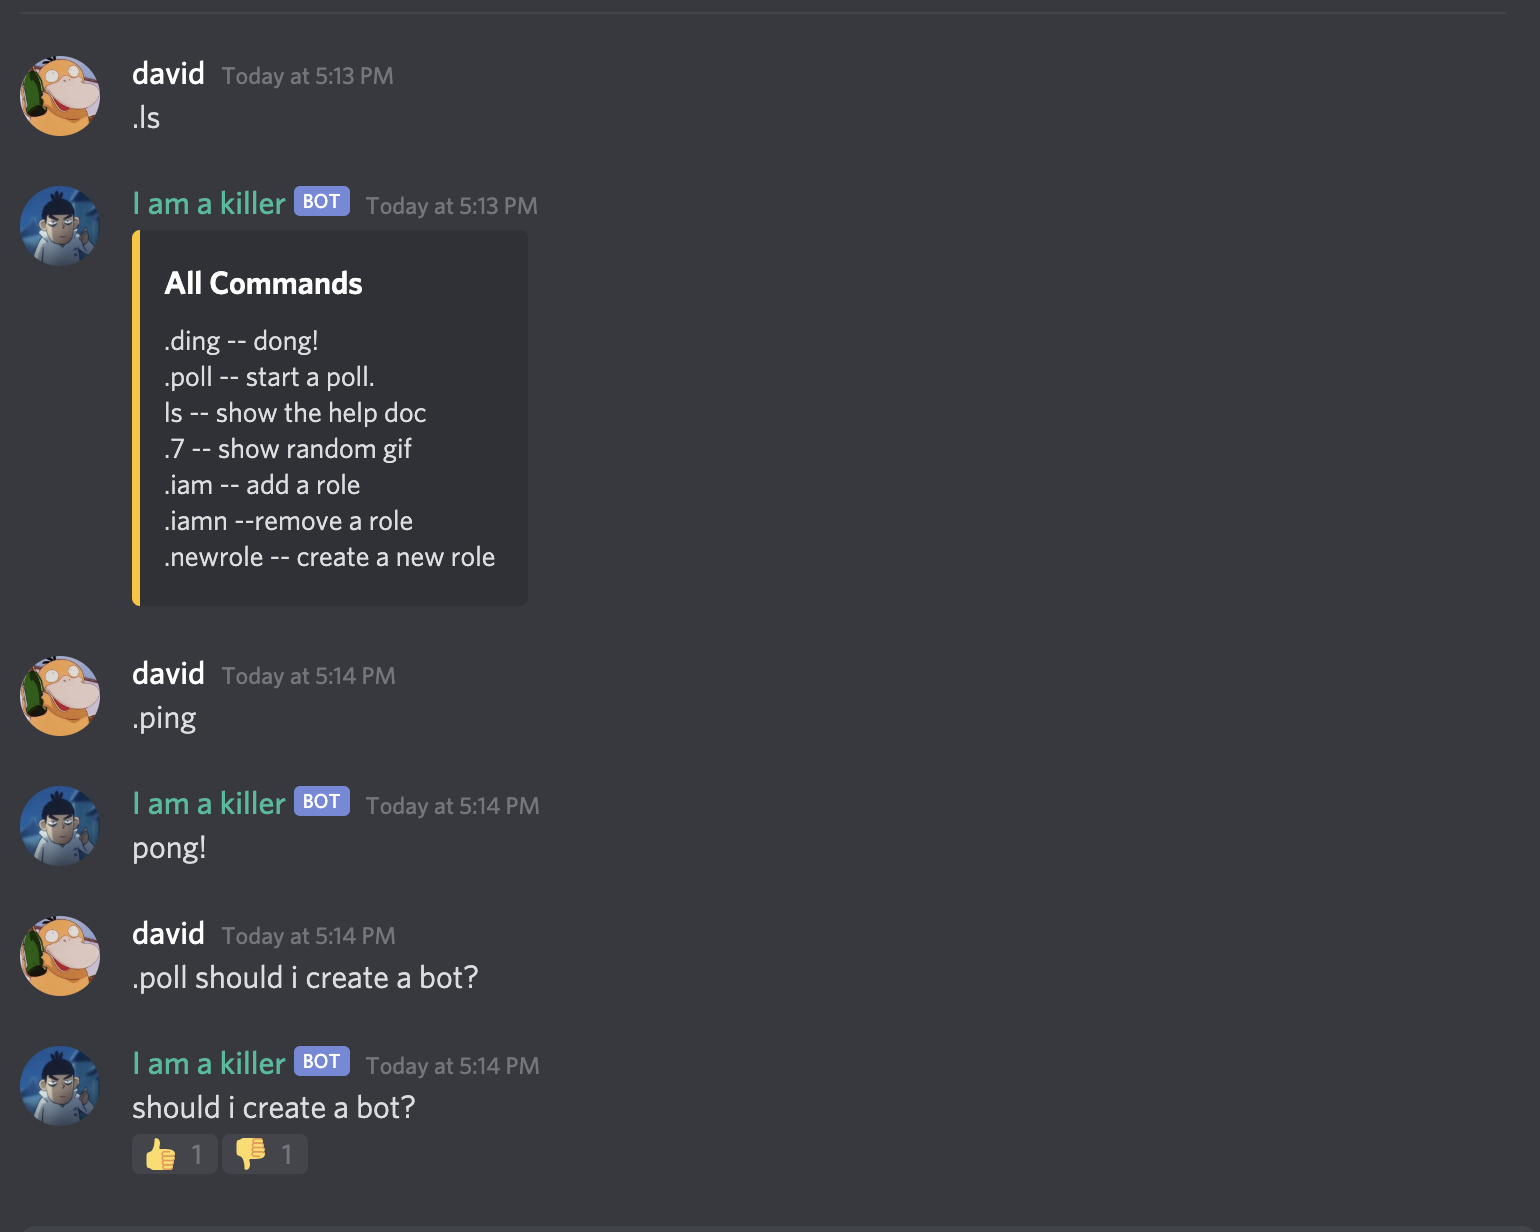 david Today at 5:13 PM
.ls
I am a killer BOT Today at 5:13 PM
All Commands
.ding -- dong!
.poll -- start a poll.
ls -- show the help doc
.7 -- show random gif
.iam -- add a role
.iamn --remove a role
.newrole -- create a new role
david Today at 5:14 PM
.ping
I am a killer BOT Today at 5:14 PM
pong!
david Today at 5:14 PM
.poll should i create a bot?
I am a killer BOT Today at 5:14 PM
should i create a bot?
1 1